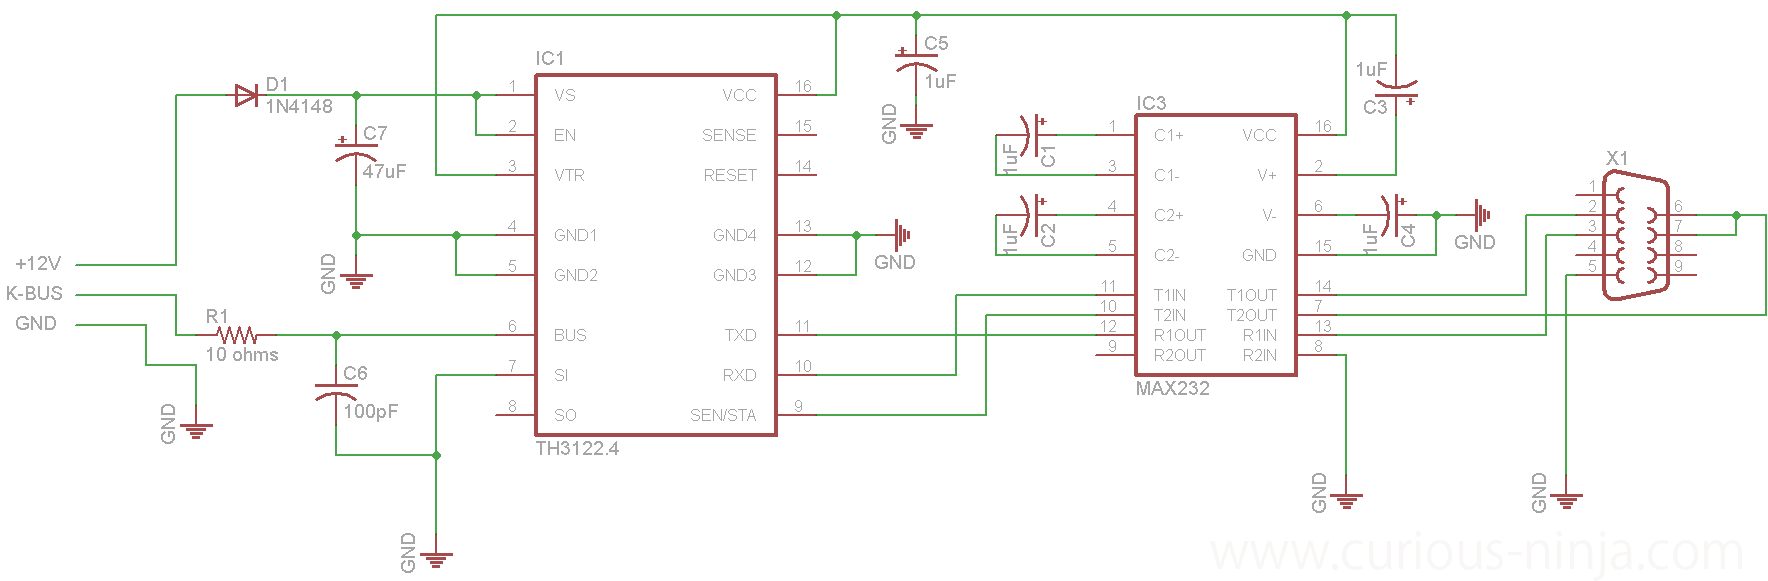 +12V
K-BUS
GND
GND
D1
1N4148
C7
47uF
GND
R1
10 ohms
C6
100pF
GND
IC1
1 VS VCC 16
2 EN SENSE 15
3 VTR RESET 14
4 GND1 GND4 13
5 GND2 GND3 12
6 BUS TXD 11
7 SI RXD 10
8 SO SEN/STA 9
TH3122.4
GND
C5
1uF
GND
1uF
C1
1uF
C2
IC3
1 C1+ VCC 16
3 C1- V+ 2
4 C2+ V- 6
5 C2- GND 15
11 T1IN T1OUT 14
10 T2IN T2OUT 7
12 R1OUT R1IN 13
9 R2OUT R2IN 8
MAX232
1uF
C3
1uF
C4
GND
GND
X1
1
2 6
3 7
4 8
5 9
GND
www.curious-ninja.com